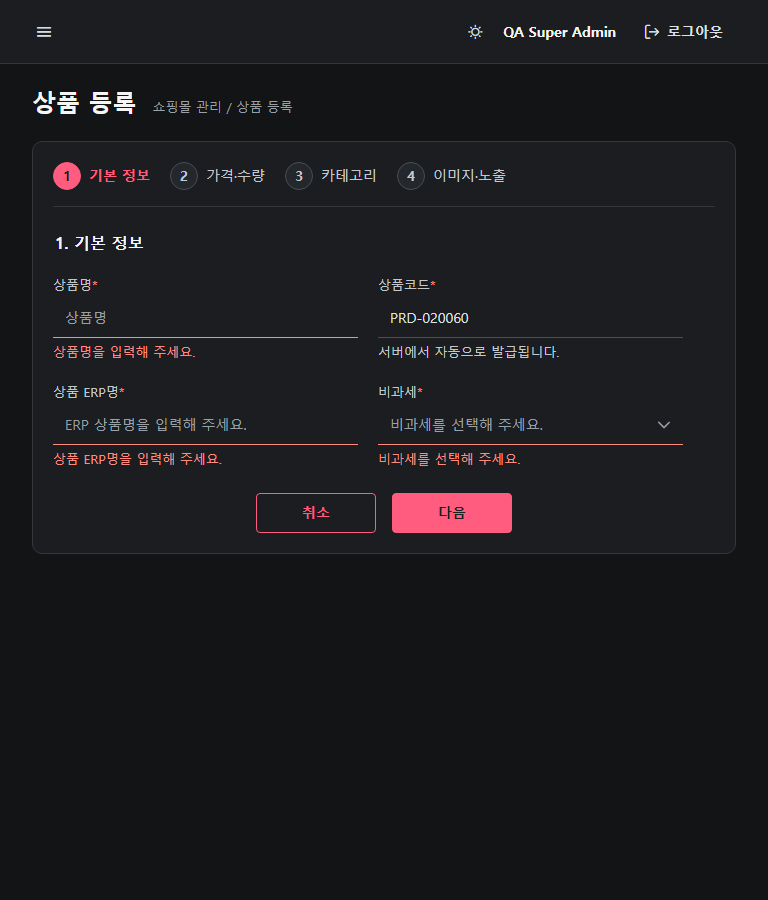 QA Super Admin 로그아웃
상품 등록 쇼핑몰 관리 / 상품 등록
1 기본 정보 2 가격·수량 3 카테고리 4 이미지·노출
1. 기본 정보
상품명* 상품코드*
상품명 PRD-020060
상품명을 입력해 주세요. 서버에서 자동으로 발급됩니다.
상품 ERP명* 비과세*
ERP 상품명을 입력해 주세요. 비과세를 선택해 주세요.
상품 ERP명을 입력해 주세요. 비과세를 선택해 주세요.
취소 다음